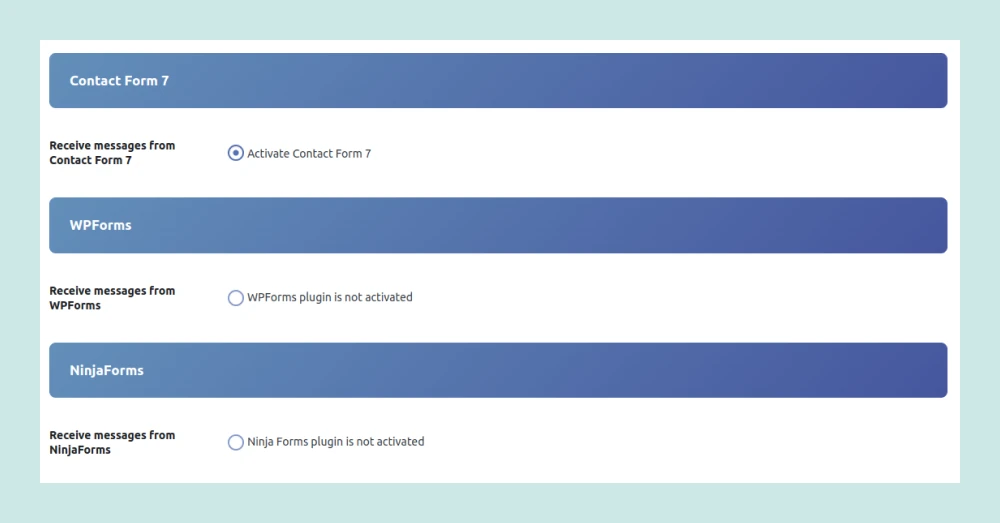 Contact Form 7
Receive messages from
Contact Form 7
Activate Contact Form 7
WPForms
Receive messages from
WPForms
WPForms plugin is not activated
NinjaForms
Receive messages from
NinjaForms
Ninja Forms plugin is not activated